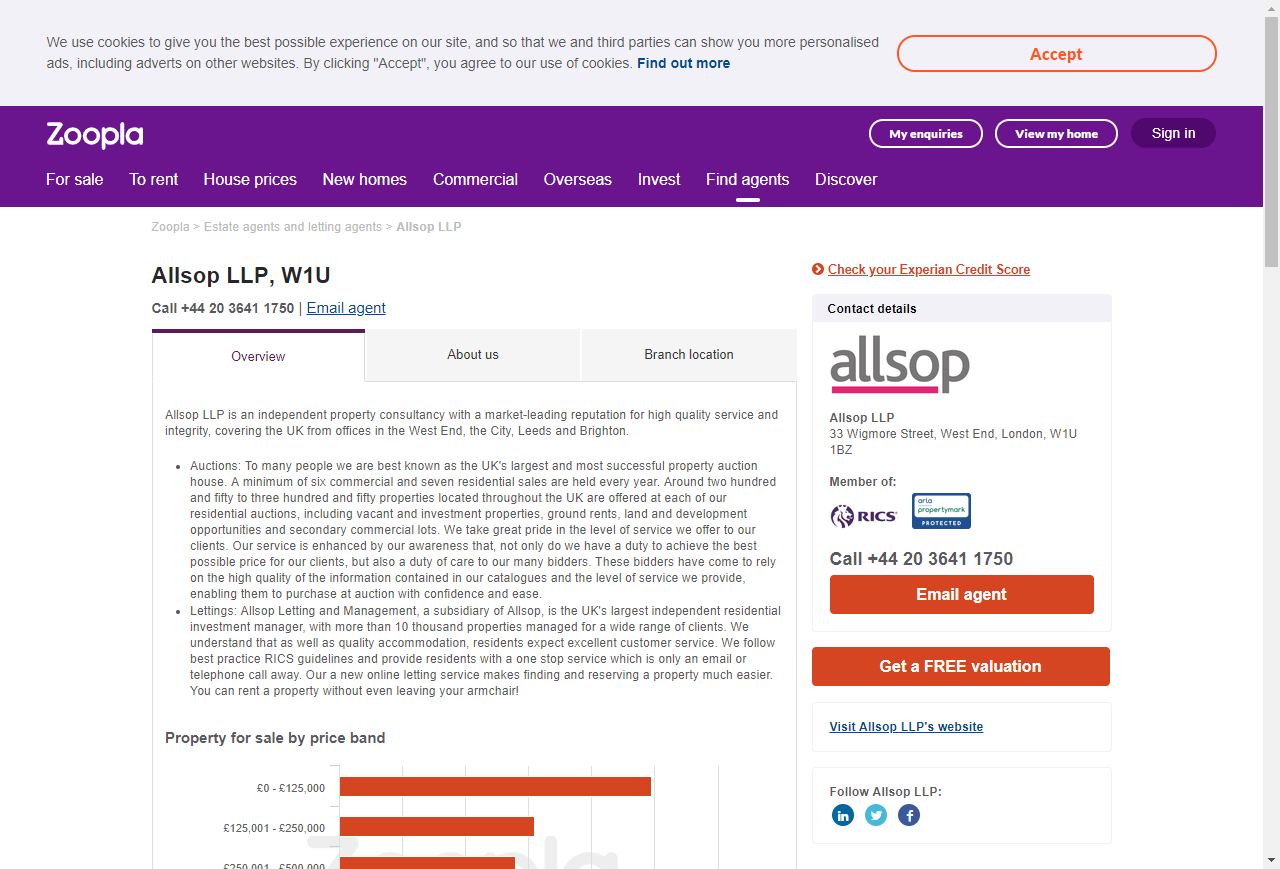 We use cookies to give you the best possible experience on our site, and so that we and third parties can show you more personalised
ads, including adverts on other websites. By clicking "Accept", you agree to our use of cookies. Find out more
Accept
Zoopla
My enquiries
View my home
Sign in
For sale
To rent
House prices
New homes
Commercial
Overseas
Invest
Find agents
Discover
Zoopla > Estate agents and letting agents > Allsop LLP
Allsop LLP, W1U
Call +44 20 3641 1750 | Email agent
Overview
About us
Branch location
Allsop LLP is an independent property consultancy with a market-leading reputation for high quality service and
integrity, covering the UK from offices in the West End, the City, Leeds and Brighton.
• Auctions: To many people we are best known as the UK's largest and most successful property auction
house. A minimum of six commercial and seven residential sales are held every year. Around two hundred
and fifty to three hundred and fifty properties located throughout the UK are offered at each of our
residential auctions, including vacant and investment properties, ground rents, land and development
opportunities and secondary commercial lots. We take great pride in the level of service we offer to our
clients. Our service is enhanced by our awareness that, not only do we have a duty to achieve the best
possible price for our clients, but also a duty of care to our many bidders. These bidders have come to rely
on the high quality of the information contained in our catalogues and the level of service we provide,
enabling them to purchase at auction with confidence and ease.
• Lettings: Allsop Letting and Management, a subsidiary of Allsop, is the UK's largest independent residential
investment manager, with more than 10 thousand properties managed for a wide range of clients. We
understand that as well as quality accommodation, residents expect excellent customer service. We follow
best practice RICS guidelines and provide residents with a one stop service which is only an email or
telephone call away. Our a new online letting service makes finding and reserving a property much easier.
You can rent a property without even leaving your armchair!
Property for sale by price band
£0 - £125,000
£125,001 - £250,000
£250,001 - £500,000
Zoopla
Check your Experian Credit Score
Contact details
allsop
Allsop LLP
33 Wigmore Street, West End, London, W1U
1BZ
Member of:
RICS
arla
propertymark
PROTECTED
Call +44 20 3641 1750
Email agent
Get a FREE valuation
Visit Allsop LLP's website
Follow Allsop LLP: